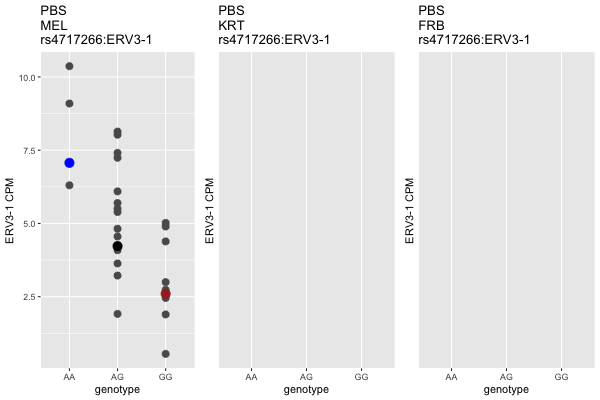 PBS
MEL
rs4717266:ERV3-1
PBS
KRT
rs4717266:ERV3-1
PBS
FRB
rs4717266:ERV3-1
ERV3-1 CPM
10.0
7.5
5.0
2.5
AA AG GG
genotype
ERV3-1 CPM
AA AG GG
genotype
ERV3-1 CPM
AA AG GG
genotype